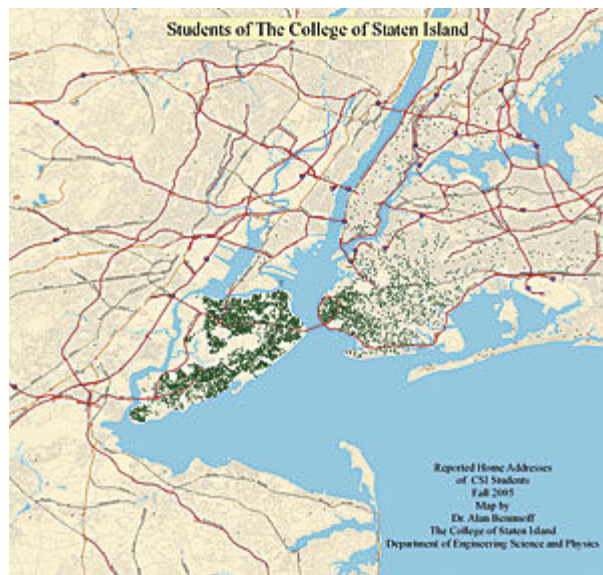 Students of The College of Staten Island
Reported Home Addresses
of CSI Students
Fall 2005
Map by
Dr. Alan Benimoff
The College of Staten Island
Department of Engineering Science and Physics